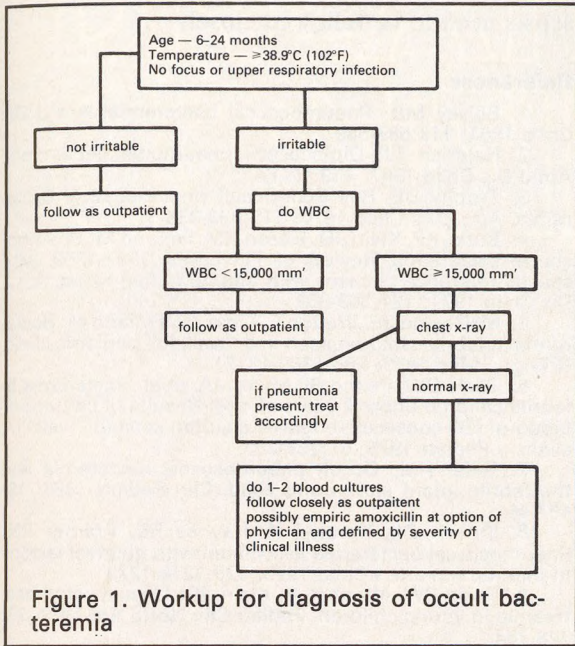 Age — 6–24 months
Temperature — ≥38.9°C (102°F)
No focus or upper respiratory infection
not irritable
irritable
follow as outpatient
do WBC
WBC <15,000 mm'
WBC ≥15,000 mm'
follow as outpatient
chest x-ray
if pneumonia
present, treat
accordingly
normal x-ray
do 1–2 blood cultures
follow closely as outpaitent
possibly empiric amoxicillin at option of
physician and defined by severity of
clinical illness
Figure 1. Workup for diagnosis of occult bac-
teremia